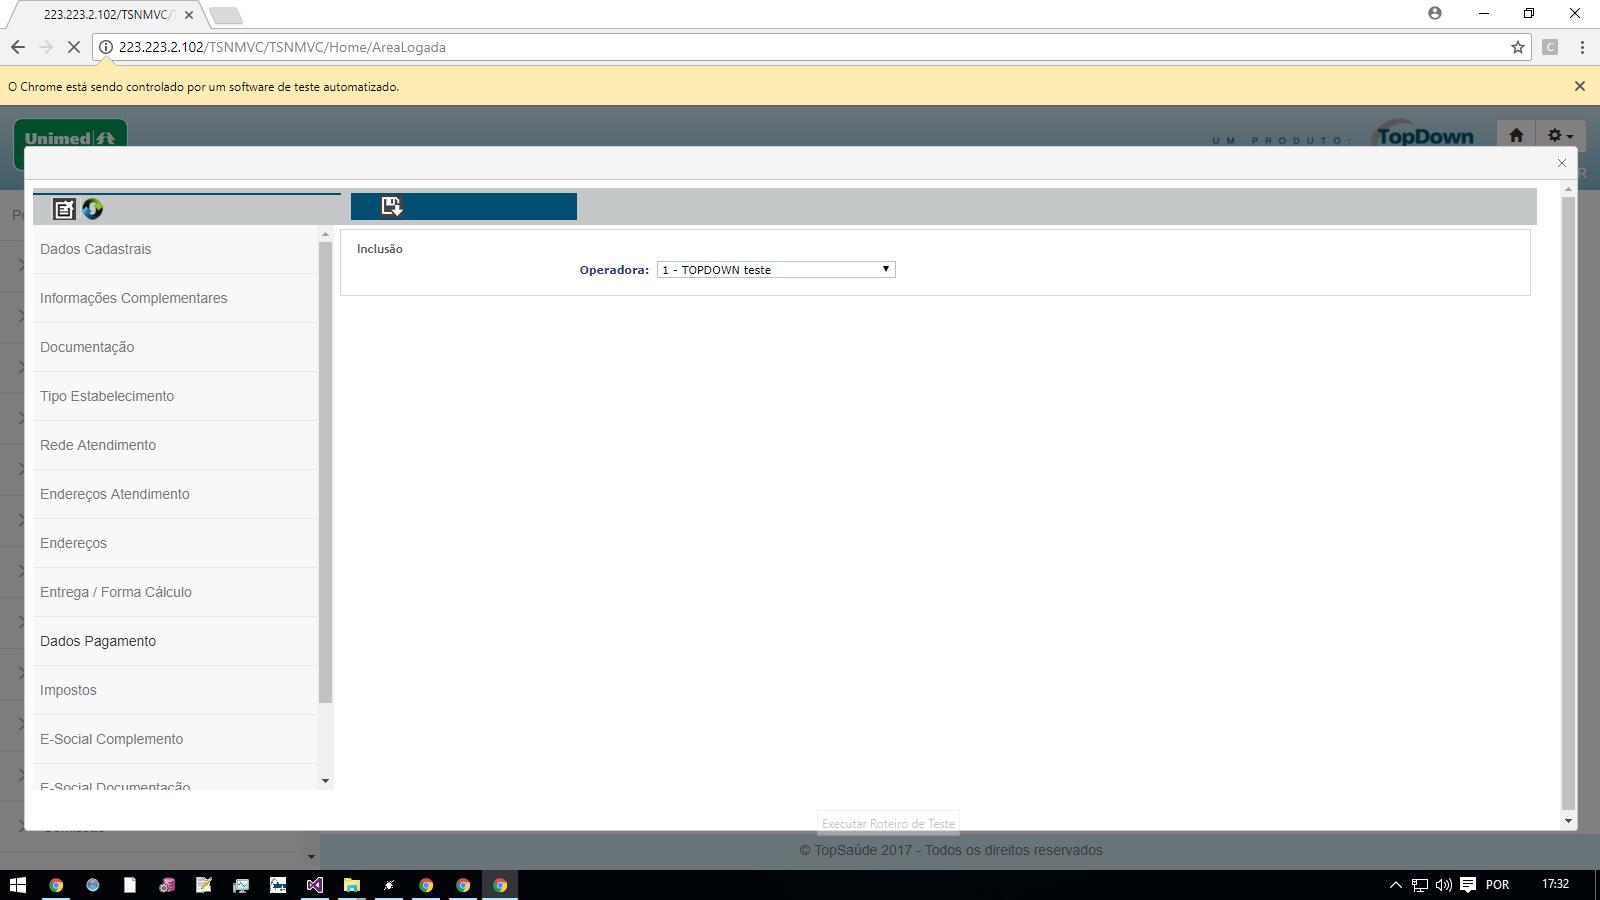 223.223.2.102/TSNMVC/T
223.223.2.102/TSNMVC/TSNMVC/Home/AreaLogada
C
O Chrome está sendo controlado por um software de teste automatizado.
Unimed
UM PRODUTO:
TopDown
R
Pe
Inclusão
Operadora: 1 - TOPDOWN teste
Dados Cadastrais
Informações Complementares
Documentação
Tipo Estabelecimento
Rede Atendimento
Endereços Atendimento
Endereços
Entrega / Forma Cálculo
Dados Pagamento
Impostos
E-Social Complemento
E-Social Documentação
Executar Roteiro de Teste
© TopSaúde 2017 - Todos os direitos reservados
POR
17:32